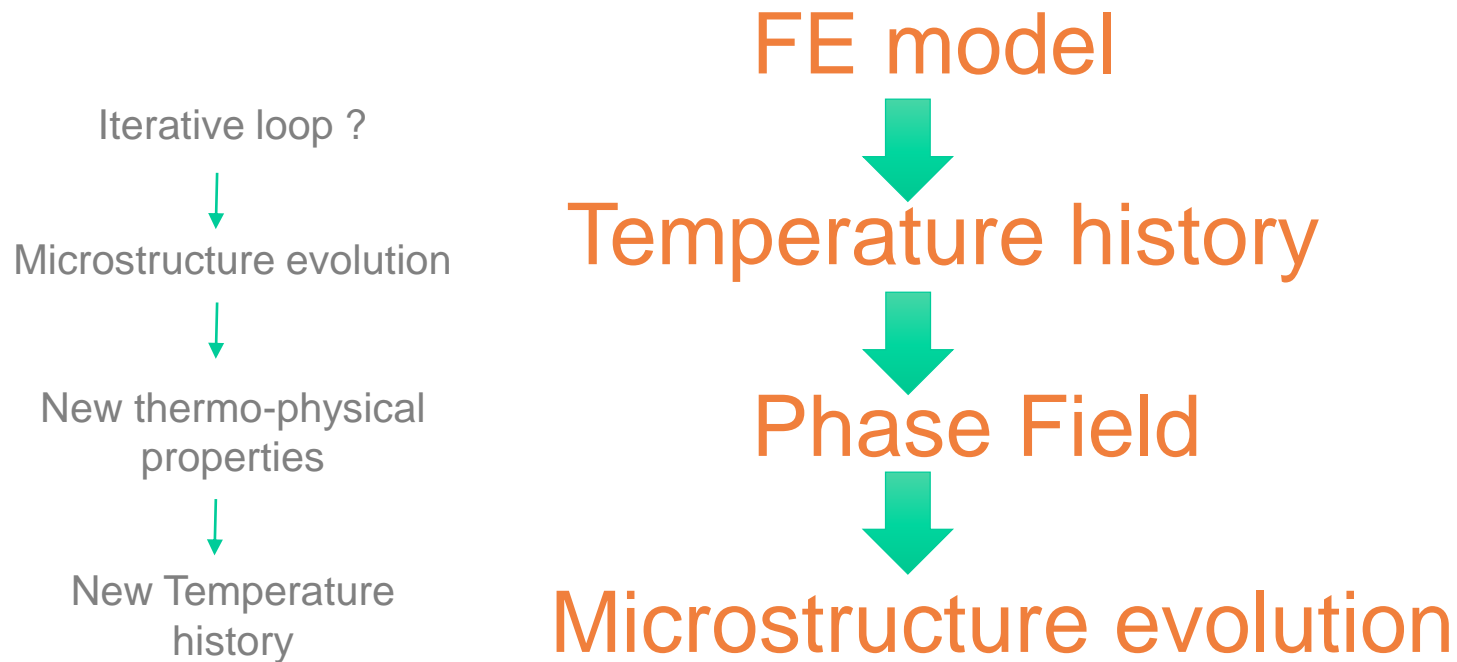 Iterative loop ?
Microstructure evolution
New thermo-physical
properties
New Temperature
history
FE model
Temperature history
Phase Field
Microstructure evolution